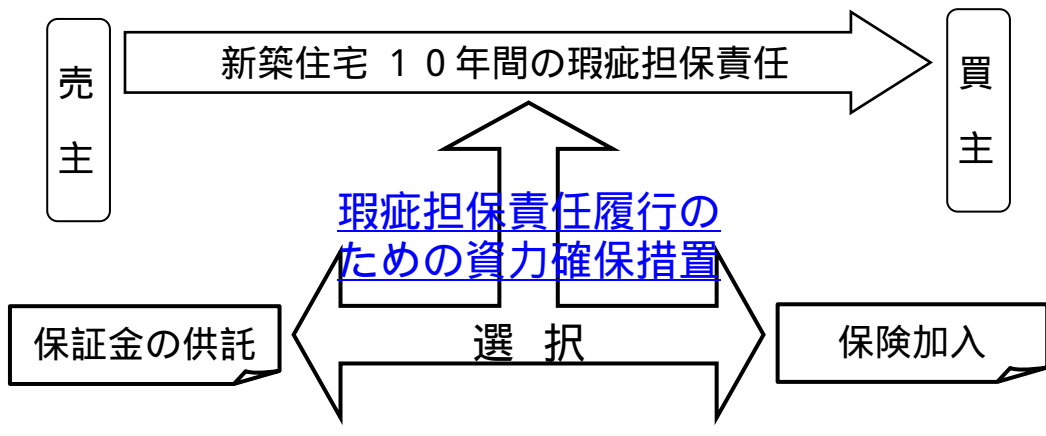 売主
新築住宅 10年間の瑕疵担保責任
買主
瑕疵担保責任履行の
ための資力確保措置
保証金の供託
選 択
保険加入